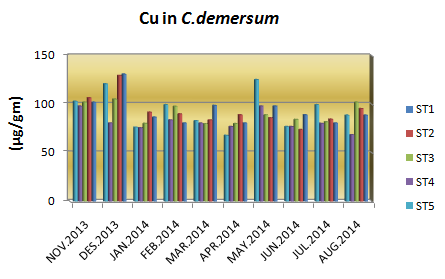 Cu in C.demersum
(µg/gm)
150
100
50
0
NOV.2013
DES.2013
JAN.2014
FEB.2014
MAR.2014
APR.2014
MAY.2014
JUN.2014
JUL.2014
AUG.2014
ST1
ST2
ST3
ST4
ST5